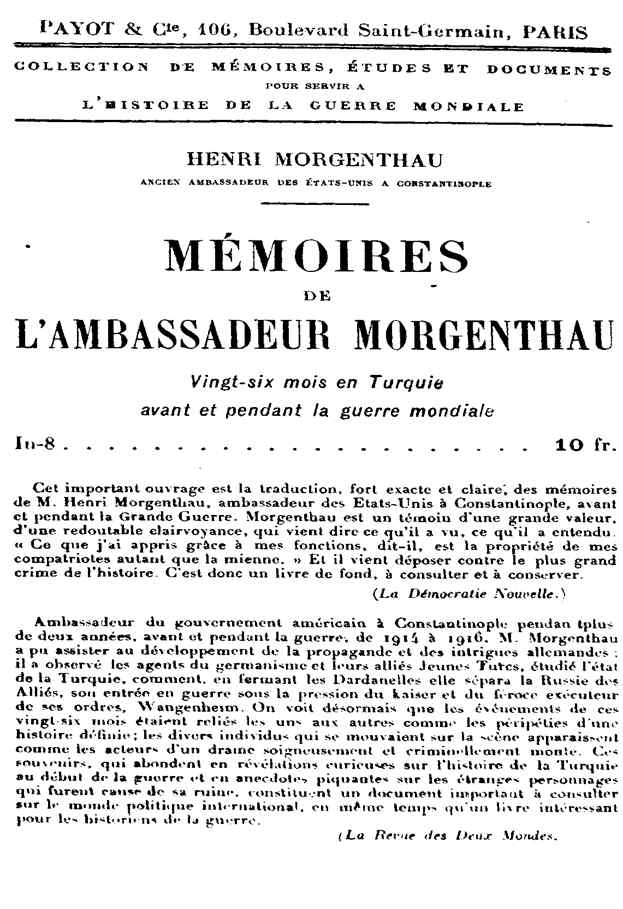 PAYOT & Cie, 106, Boulevard Saint-Germain, PARIS
COLLECTION DE MÉMOIRES, ÉTUDES ET DOCUMENTS
POUR SERVIR A
L'HISTOIRE DE LA GUERRE MONDIALE
HENRI MORGENTHAU
ANCIEN AMBASSADEUR DES ÉTATS-UNIS A CONSTANTINOPLE
MÉMOIRES
DE
L'AMBASSADEUR MORGENTHAU
Vingt-six mois en Turquie
avant et pendant la guerre mondiale
In-8 . . . . . . . . . . . . . . . . . . . . . 10 fr.
Cet important ouvrage est la traduction, fort exacte et claire, des mémoires
de M. Henri Morgenthau, ambassadeur des Etats-Unis à Constantinople, avant
et pendant la Grande Guerre. Morgenthau est un témoin d'une grande valeur,
d'une redoutable clairvoyance, qui vient dire ce qu'il a vu, ce qu'il a entendu.
« Ce que j'ai appris grâce à mes fonctions, dit-il, est la propriété de mes
compatriotes autant que la mienne. » Et il vient déposer contre le plus grand
crime de l'histoire. C'est donc un livre de fond, à consulter et à conserver.
(La Démocratie Nouvelle.)
Ambassadeur du gouvernement américain à Constantinople pendan tplus
de deux années, avant et pendant la guerre, de 1914 à 1916, M. Morgenthau
a pu assister au développement de la propagande et des intrigues allemandes ;
il a observé les agents du germanisme et leurs alliés Jeunes Turcs, étudié l'état
de la Turquie, comment, en fermant les Dardanelles elle sépara la Russie des
Alliés, son entrée en guerre sous la pression du kaiser et du féroce exécuteur
de ses ordres, Wangenheim. On voit désormais que les événements de ces
vingt-six mois étaient reliés les uns aux autres comme les péripéties d'une
histoire définie ; les divers individus qui se mouvaient sur la scène apparaissent
comme les acteurs d'un drame soigneusement et criminellement monté. Ces
souvenirs, qui abondent en révélations curieuses sur l'histoire de la Turquie
au début de la guerre et en anecdotes piquantes sur les étranges personnages
qui furent cause de sa ruine, constituent un document important à consulter
sur le monde politique international, en même temps qu'un livre intéressant
pour les historiens de la guerre.
(La Revue des Deux Mondes.